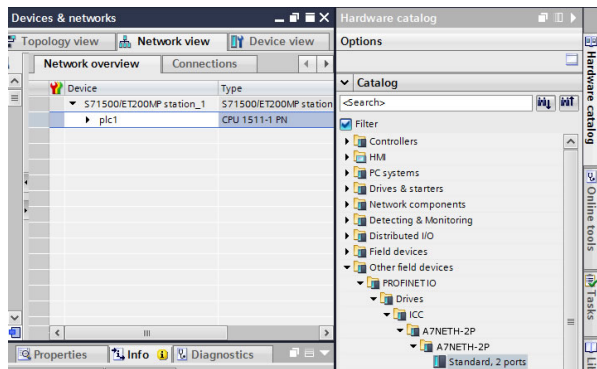 Devices & networks
Topology view
Network view
Device view
Network overview
Connections
Device
Type
S71500/ET200MP station_1
S71500/ET200MP station
plc1
CPU 1511-1 PN
Properties
Info
Diagnostics
Hardware catalog
Options
Catalog
<Search>
Filter
Controllers
HMI
PC systems
Drives & starters
Network components
Detecting & Monitoring
Distributed I/O
Field devices
Other field devices
PROFINET IO
Drives
ICC
A7NETH-2P
A7NETH-2P
Standard, 2 ports
Hardware catalog
Online tools
Tasks